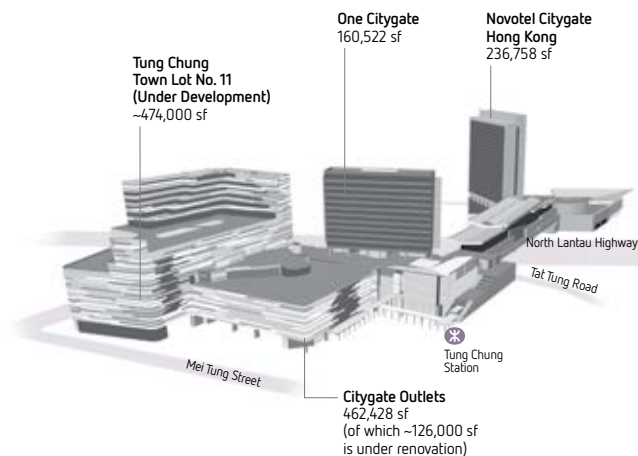 One Citygate
160,522 sf
Novotel Citygate
Hong Kong
236,758 sf
Tung Chung
Town Lot No. 11
(Under Development)
~474,000 sf
North Lantau Highway
Tat Tung Road
Tung Chung
Station
Mei Tung Street
Citygate Outlets
462,428 sf
(of which ~126,000 sf
is under renovation)